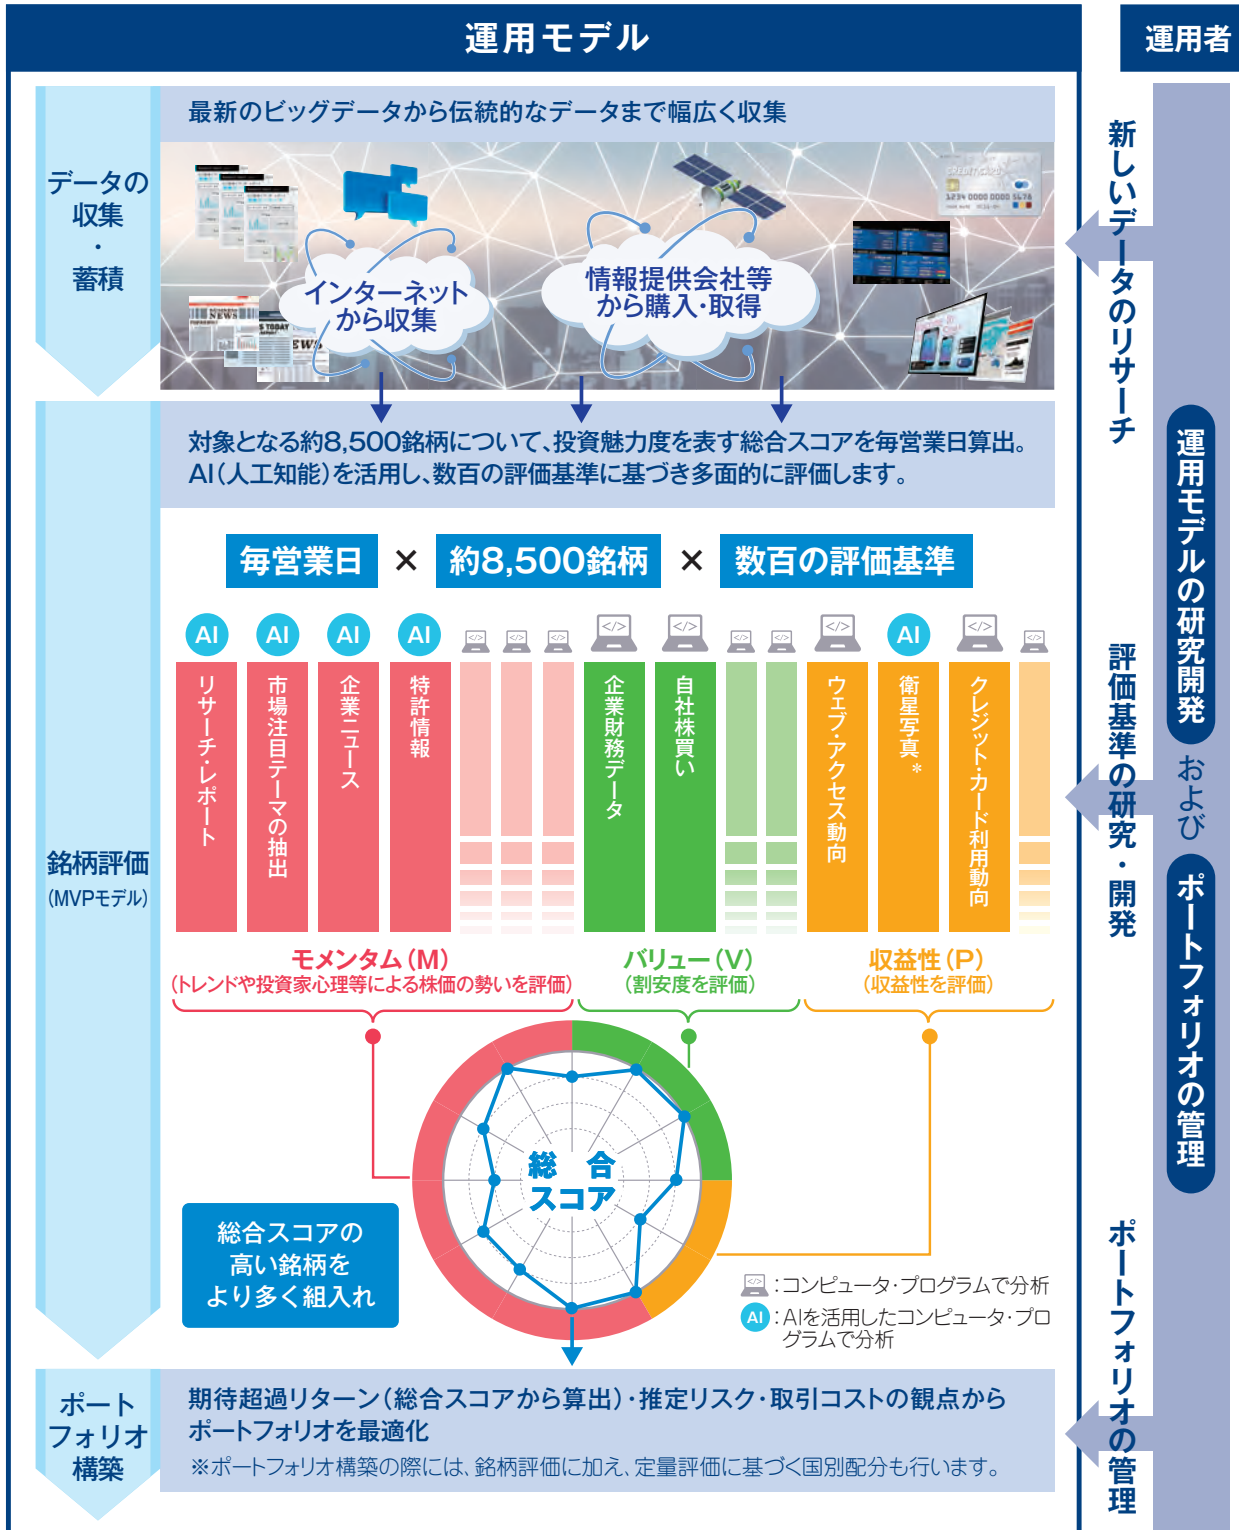 運用モデル
運用者
データの
収集
・
蓄積
最新のビッグデータから伝統的なデータまで幅広く収集
CREDIT CARD
1234 0000 0000 5676
インターネット
から収集
情報提供会社等
から購入・取得
NEWS
新しいデータのリサーチ
対象となる約8,500銘柄について、投資魅力度を表す総合スコアを毎営業日算出。
AI(人工知能)を活用し、数百の評価基準に基づき多面的に評価します。
毎営業日 × 約8,500銘柄 × 数百の評価基準
銘柄評価
(MVPモデル)
AI
リサーチ・レポート
AI
市場注目テーマの抽出
AI
企業ニュース
AI
特許情報
</>
</>
</>
</>
企業財務データ
</>
自社株買い
</>
</>
</>
ウェブ・アクセス動向
AI
衛星写真*
</>
クレジット・カード利用動向
</>
モメンタム(M)
(トレンドや投資家心理等による株価の勢いを評価)
バリュー(V)
(割安度を評価)
収益性(P)
(収益性を評価)
総 合
スコア
総合スコアの
高い銘柄を
より多く組入れ
</>:コンピュータ・プログラムで分析
AI:AIを活用したコンピュータ・プロ
グラムで分析
評価基準の研究・開発
運用モデルの研究開発
および
ポートフォリオの管理
ポート
フォリオ
構築
期待超過リターン(総合スコアから算出)・推定リスク・取引コストの観点から
ポートフォリオを最適化
※ポートフォリオ構築の際には、銘柄評価に加え、定量評価に基づく国別配分も行います。
ポートフォリオの管理